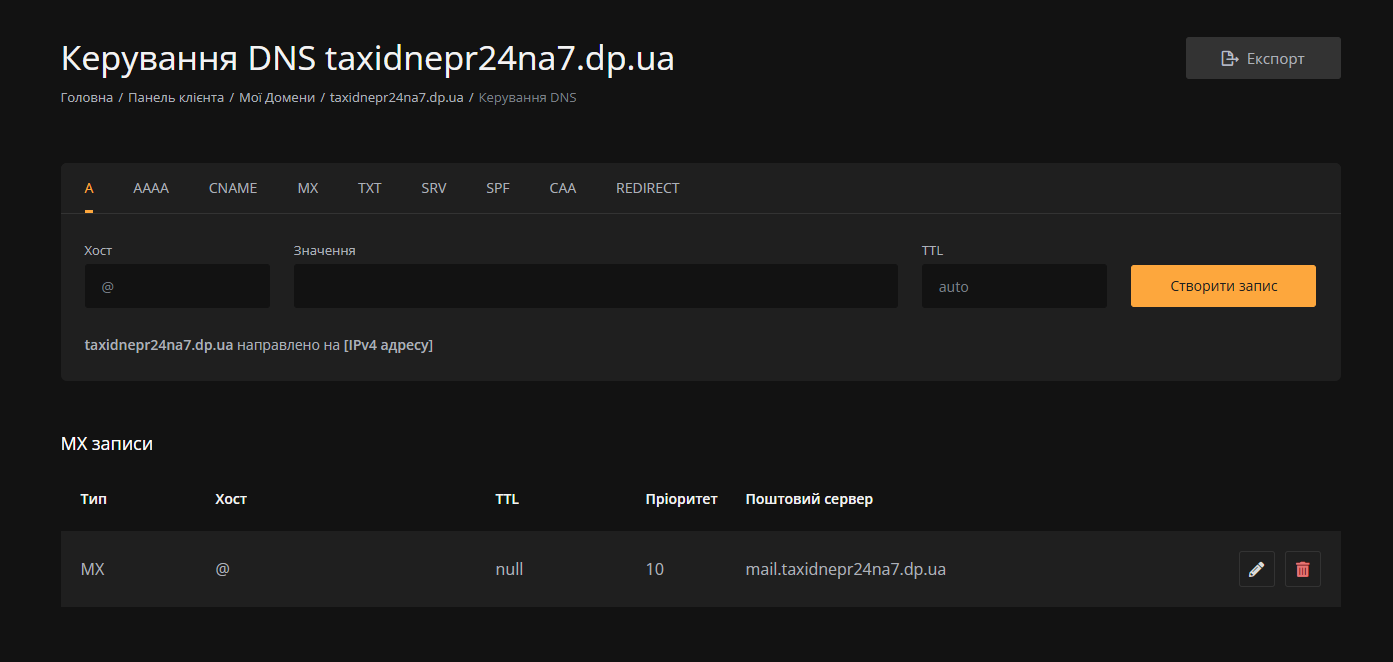 Керування DNS taxidnepr24na7.dp.ua
Експорт
Головна / Панель клієнта / Мої Домени / taxidnepr24na7.dp.ua / Керування DNS
A AAAA CNAME MX TXT SRV SPF CAA REDIRECT
Хост Значення TTL
@ auto Створити запис
taxidnepr24na7.dp.ua направлено на [IPv4 адресу]
MX записи
Тип Хост TTL Пріоритет Поштовий сервер
MX @ null 10 mail.taxidnepr24na7.dp.ua